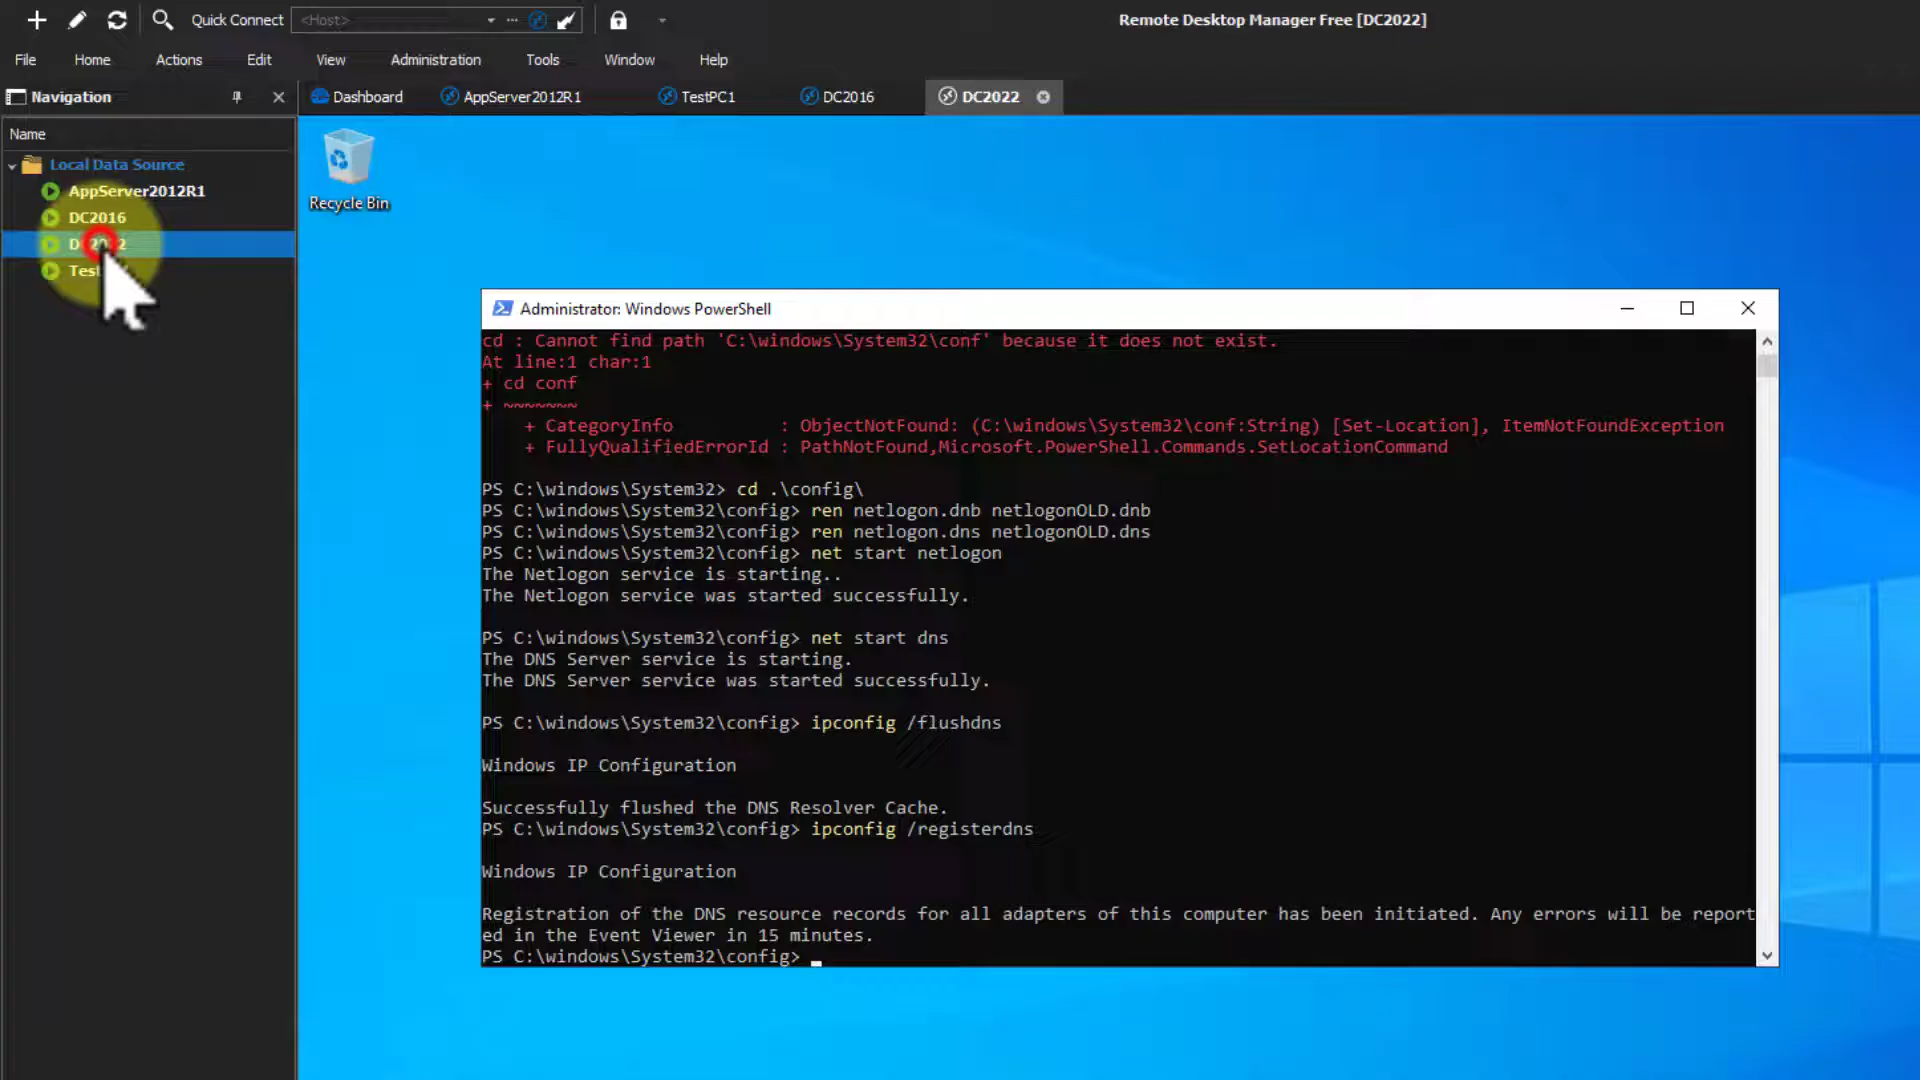 Quick Connect
<Host>
Remote Desktop Manager Free [DC2022]
File
Home
Actions
Edit
View
Administration
Tools
Window
Help
Navigation
Dashboard
AppServer2012R1
TestPC1
DC2016
DC2022
Name
Local Data Source
AppServer2012R1
DC2016
Test
Recycle Bin
Administrator: Windows PowerShell
cd : Cannot find path 'C:\windows\System32\conf' because it does not exist.
At line:1 char:1
+ cd conf
+ ~~~~~~~
+ CategoryInfo          : ObjectNotFound: (C:\windows\System32\conf:String) [Set-Location], ItemNotFoundException
+ FullyQualifiedErrorId : PathNotFound,Microsoft.PowerShell.Commands.SetLocationCommand
PS C:\windows\System32> cd .\config\
PS C:\windows\System32\config> ren netlogon.dnb netlogonOLD.dnb
PS C:\windows\System32\config> ren netlogon.dns netlogonOLD.dns
PS C:\windows\System32\config> net start netlogon
The Netlogon service is starting..
The Netlogon service was started successfully.
PS C:\windows\System32\config> net start dns
The DNS Server service is starting.
The DNS Server service was started successfully.
PS C:\windows\System32\config> ipconfig /flushdns
Windows IP Configuration
Successfully flushed the DNS Resolver Cache.
PS C:\windows\System32\config> ipconfig /registerdns
Windows IP Configuration
Registration of the DNS resource records for all adapters of this computer has been initiated. Any errors will be report
ed in the Event Viewer in 15 minutes.
PS C:\windows\System32\config>